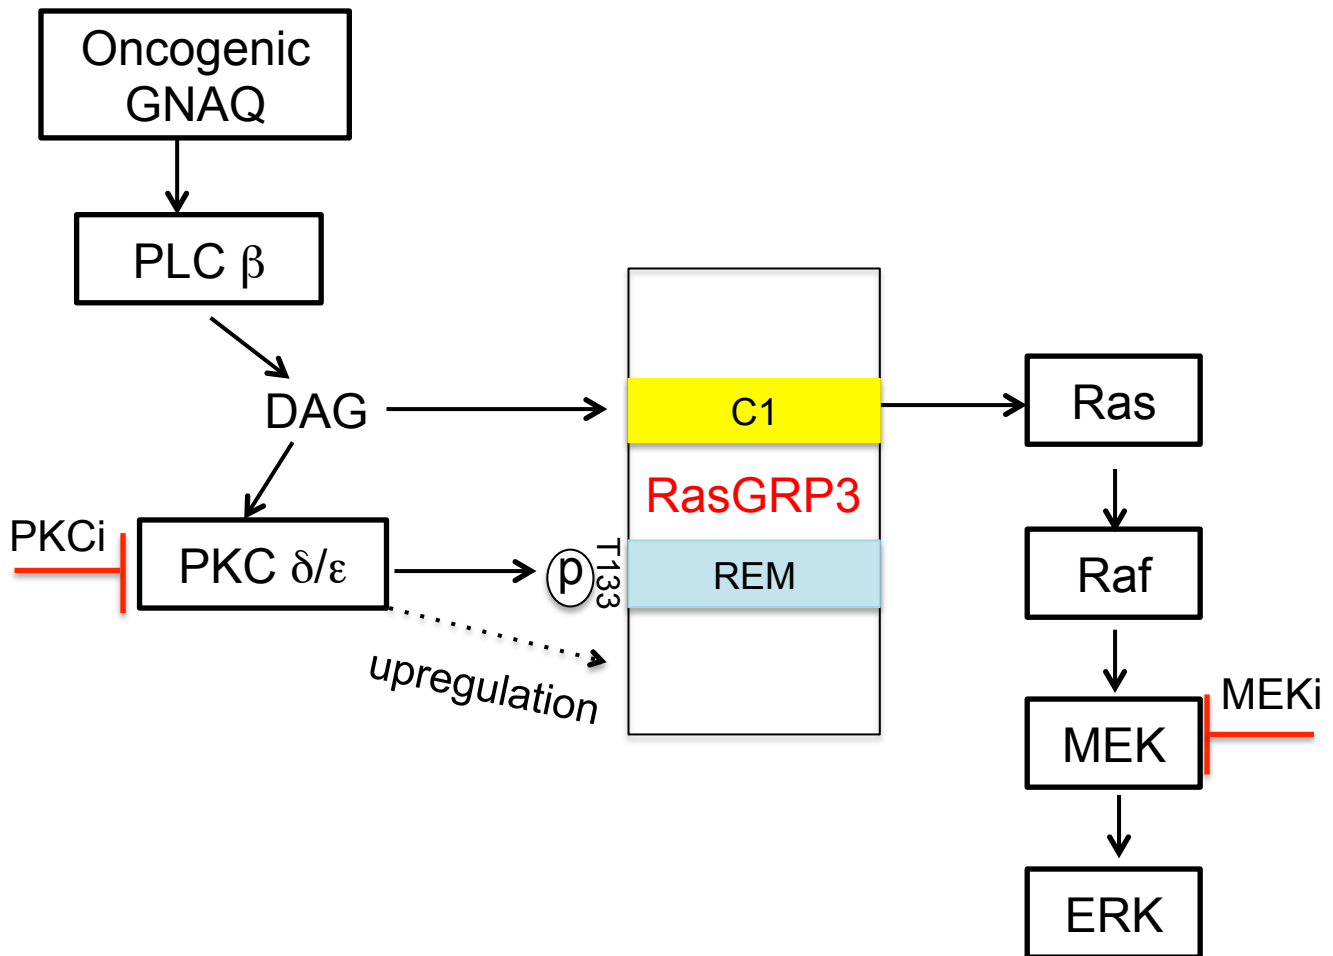 Oncogenic
GNAQ
PLC β
DAG
C1
Ras
RasGRP3
PKCi
PKC δ/ε
p
T133
REM
Raf
upregulation
MEKi
MEK
ERK